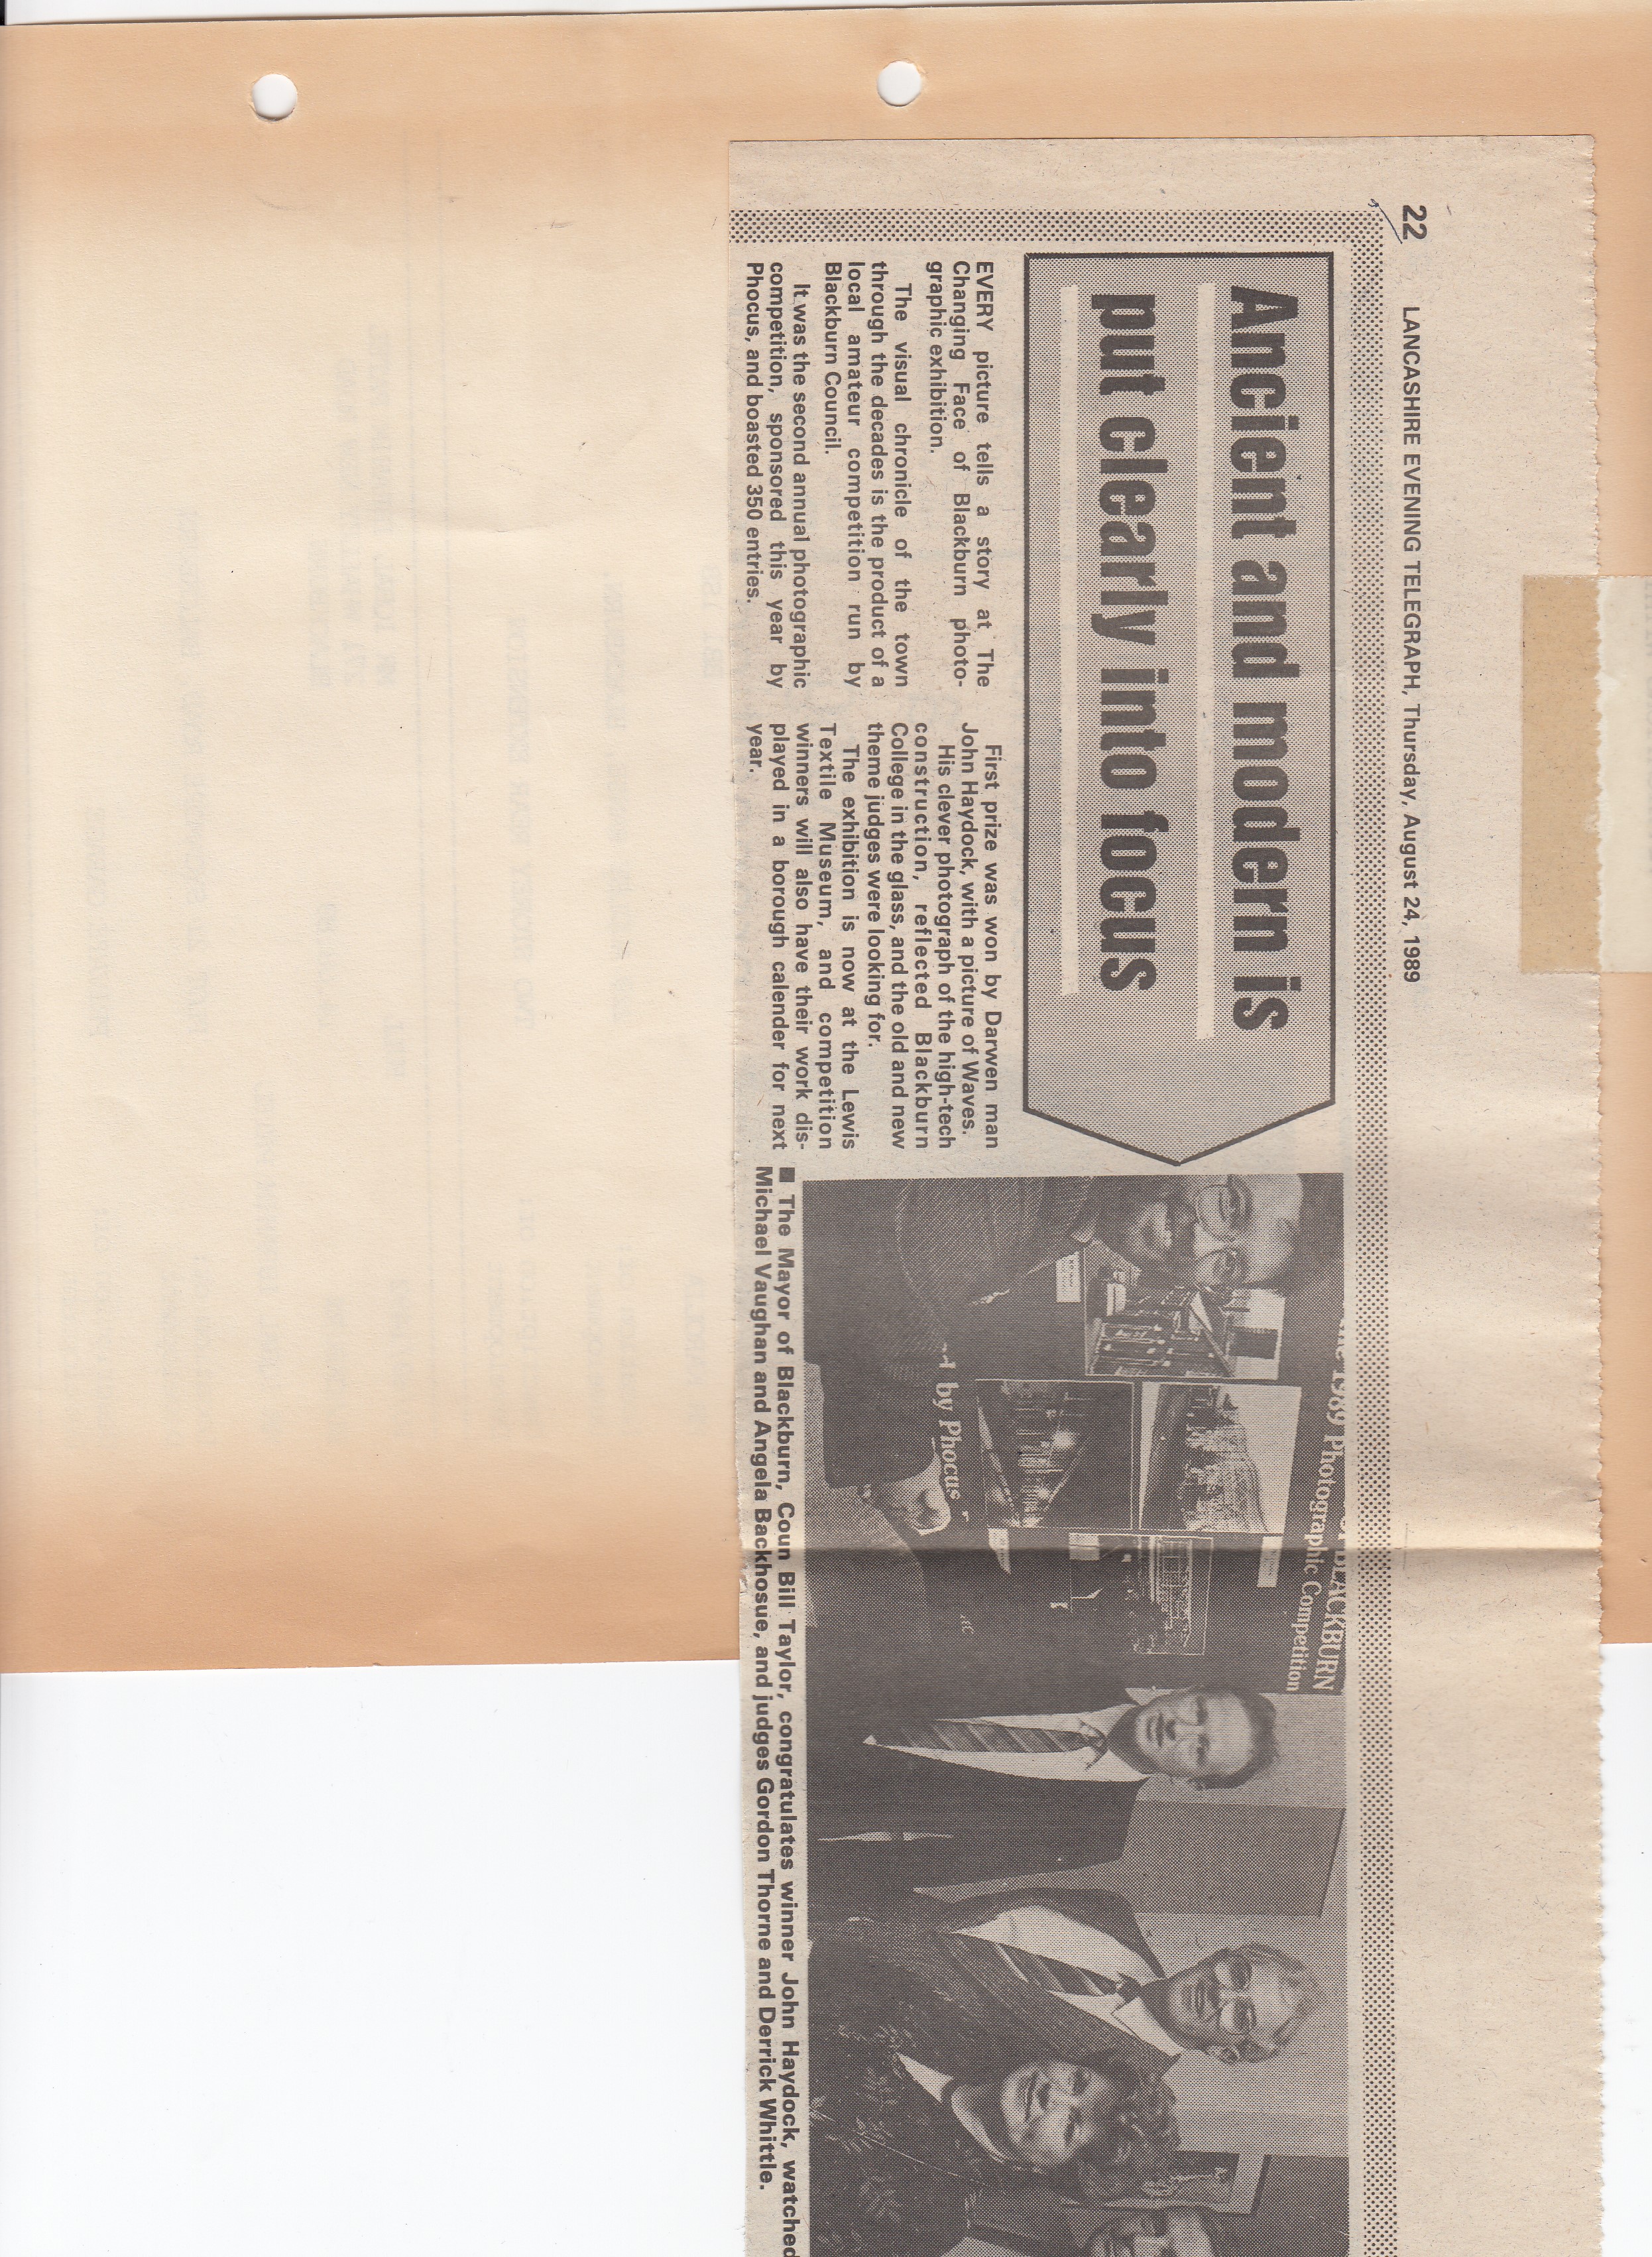 22
LANCASHIRE EVENING TELEGRAPH, Thursday, August 24, 1989
Ancient and modern is
put clearly into focus
EVERY picture tells a story at The
Changing Face of Blackburn photo-
graphic exhibition.
The visual chronicle of the town
through the decades is the product of a
local amateur competition run by
Blackburn Council.
It was the second annual photographic
competition, sponsored this year by
Phocus, and boasted 350 entries.
First prize was won by Darwen man
John Haydock, with a picture of Waves.
His clever photograph of the high-tech
construction, reflected Blackburn
College in the glass, and the old and new
theme judges were looking for.
The exhibition is now at the Lewis
Textile Museum, and competition
winners will also have their work dis-
played in a borough calender for next
year.
BLACKBURN
1989 Photographic Competition
by Phocus
■ The Mayor of Blackburn, Coun Bill Taylor, congratulates winner John Haydock, watched
Michael Vaughan and Angela Backhosue, and judges Gordon Thorne and Derrick Whittle.